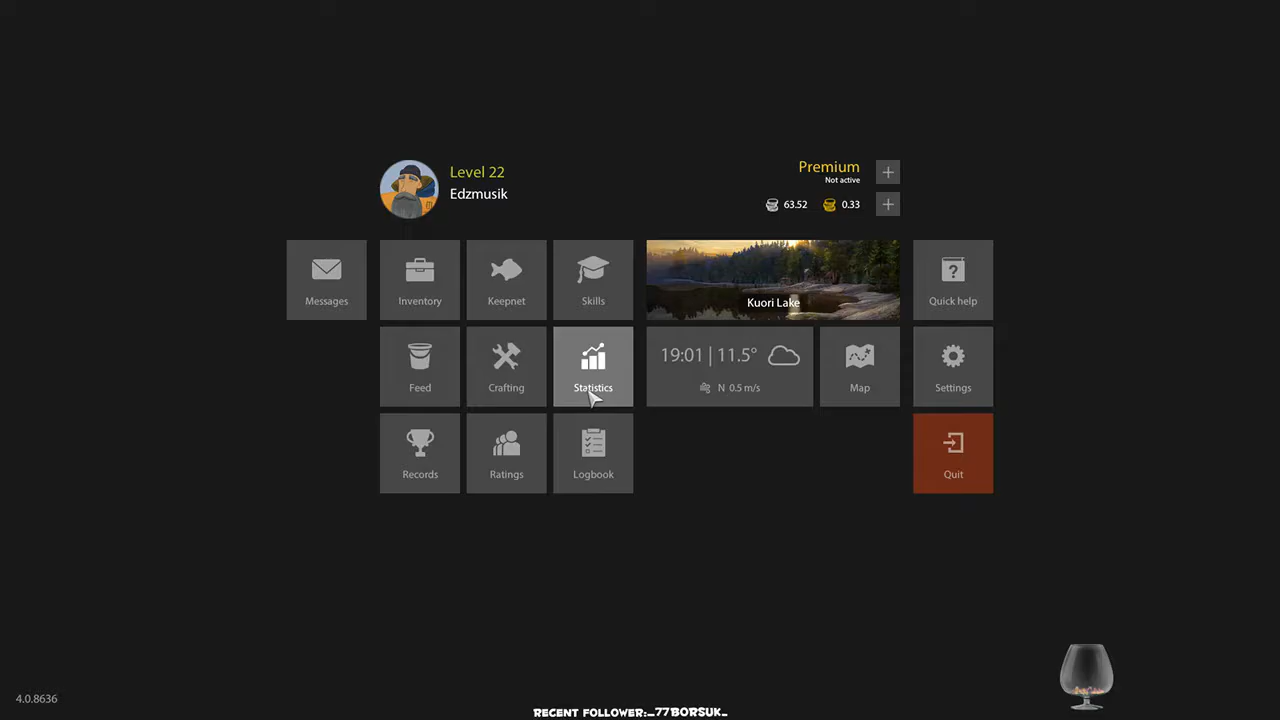 Level 22
Edzmusik
Premium
Not active
63.52
0.33
Messages
Inventory
Keepnet
Skills
Kuori Lake
Quick help
Feed
Crafting
Statistics
19:01 | 11.5°
N 0.5 m/s
Map
Settings
Records
Ratings
Logbook
Quit
4.0.8636
RECENT FOLLOWER:_77BORSUK_